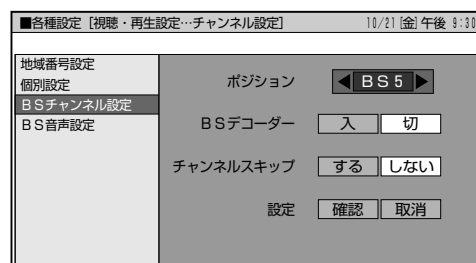 ■各種設定［視聴・再生設定…チャンネル設定］ 10/21[金]午後 9:30
地域番号設定
個別設定
ＢＳチャンネル設定
ＢＳ音声設定
ポジション ◀ＢＳ５▶
ＢＳデコーダー 入 切
チャンネルスキップ する しない
設定 確認 取消